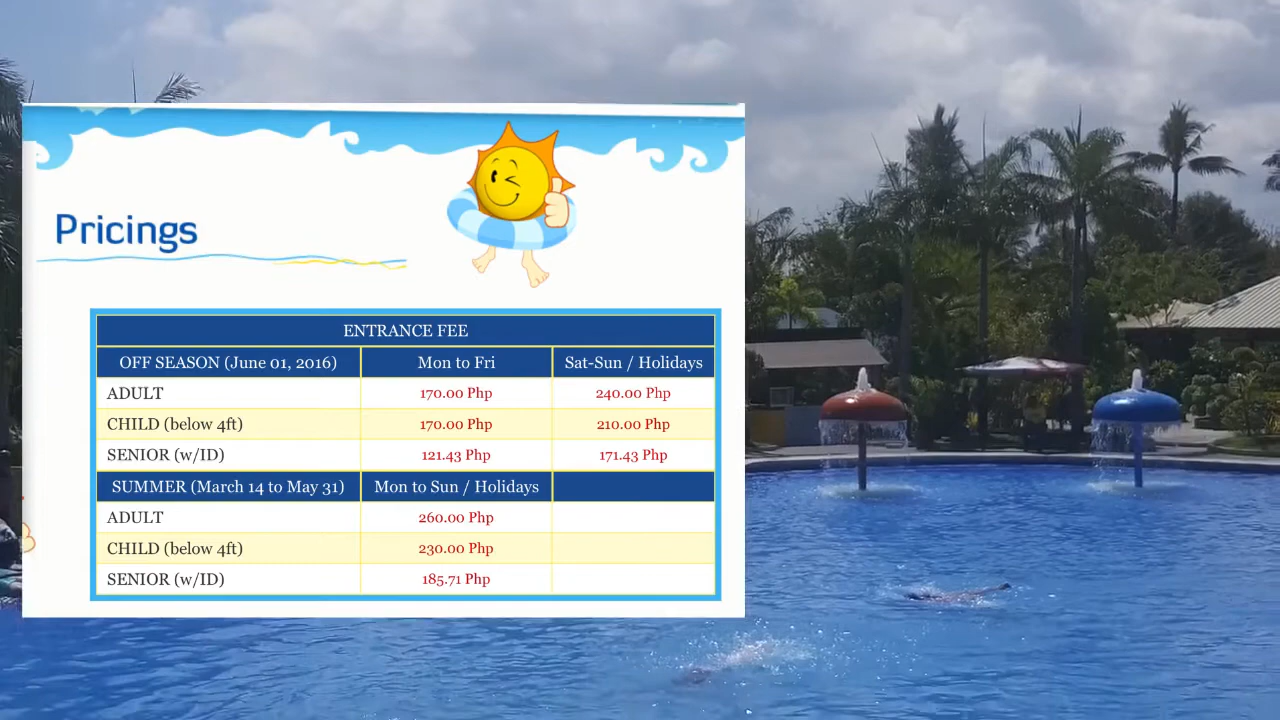 Pricings
ENTRANCE FEE
OFF SEASON (June 01, 2016) Mon to Fri Sat-Sun / Holidays
ADULT 170.00 Php 240.00 Php
CHILD (below 4ft) 170.00 Php 210.00 Php
SENIOR (w/ID) 121.43 Php 171.43 Php
SUMMER (March 14 to May 31) Mon to Sun / Holidays
ADULT 260.00 Php
CHILD (below 4ft) 230.00 Php
SENIOR (w/ID) 185.71 Php